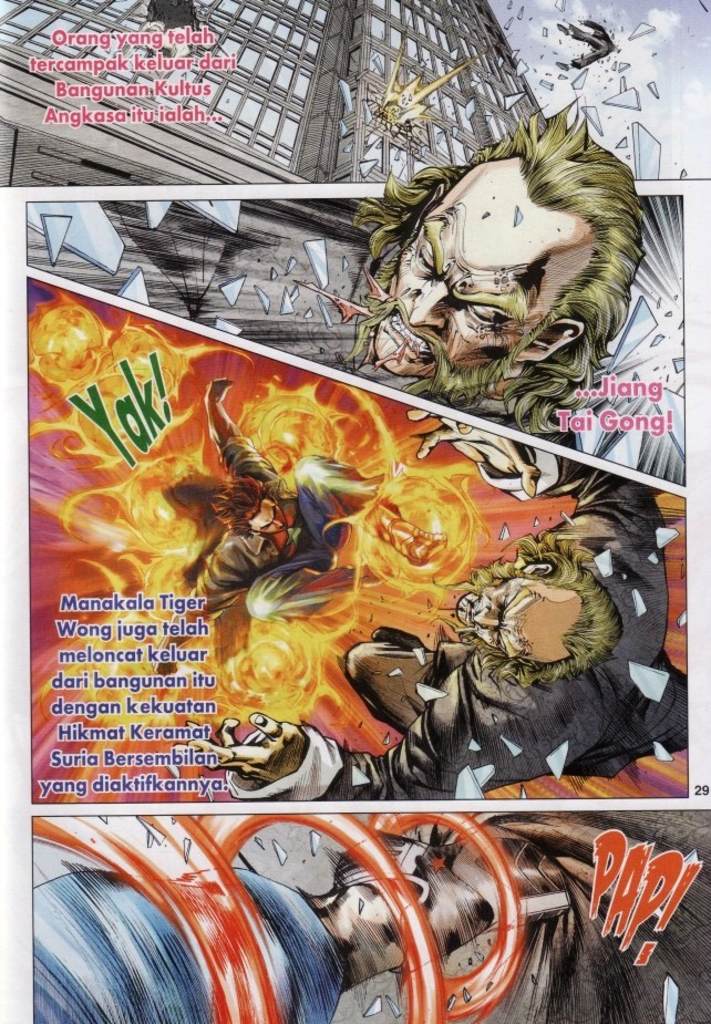 Orang yang telah
tercampak keluar dari
Bangunan Kultus
Angkasa itu ialah...
...Jiang
Tai Gong!
Yak!
Manakala Tiger
Wong juga telah
meloncat keluar
dari bangunan itu
dengan kekuatan
Hikmat Keramat
Suria Bersembilan
yang diaktifkannya.
29
PAP!